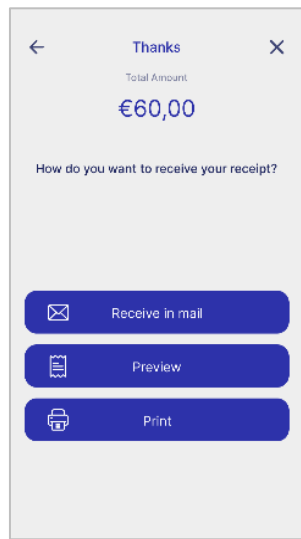 Thanks
Total Amount
€60,00
How do you want to receive your receipt?
Receive in mail
Preview
Print